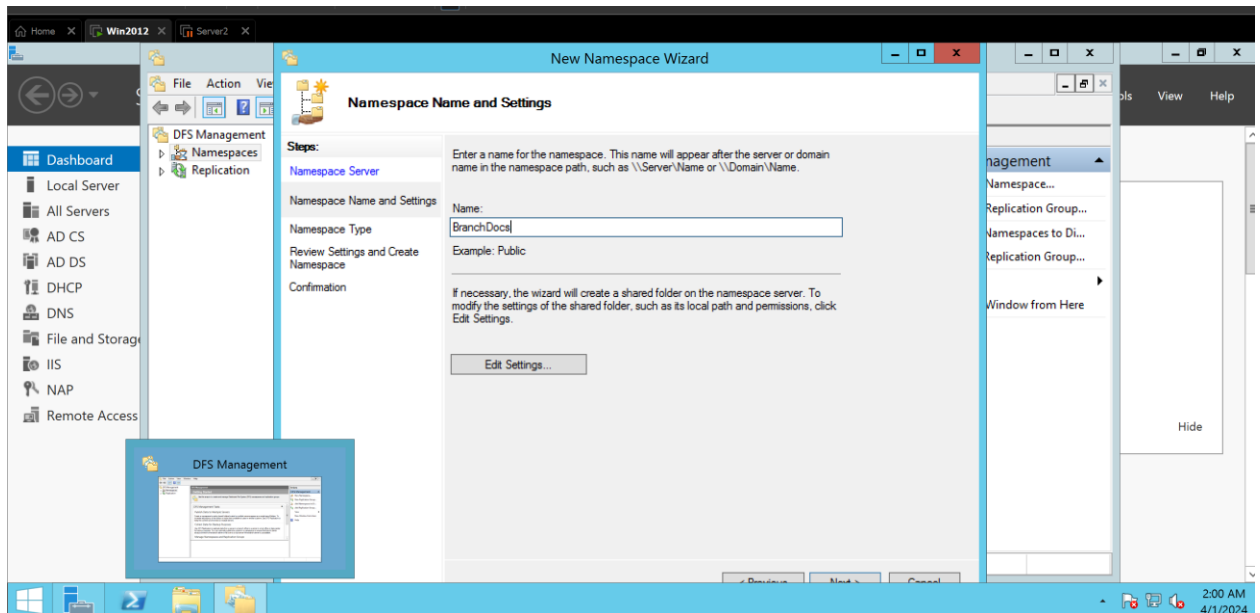 Home
Win2012
Server2
New Namespace Wizard
File Action Vie
ols View Help
Namespace Name and Settings
DFS Management
Namespaces
Replication
Dashboard
Local Server
All Servers
AD CS
AD DS
DHCP
DNS
File and Storage
IIS
NAP
Remote Access
Steps:
Namespace Server
Namespace Name and Settings
Namespace Type
Review Settings and Create
Namespace
Confirmation
Enter a name for the namespace. This name will appear after the server or domain
name in the namespace path, such as \\Server\Name or \\Domain\Name.
Name:
BranchDocs
Example: Public
If necessary, the wizard will create a shared folder on the namespace server. To
modify the settings of the shared folder, such as its local path and permissions, click
Edit Settings.
Edit Settings...
nagement
Namespace...
Replication Group...
Namespaces to Di...
Replication Group...
Window from Here
Hide
DFS Management
< Previous Next > Cancel
2:00 AM
4/1/2024